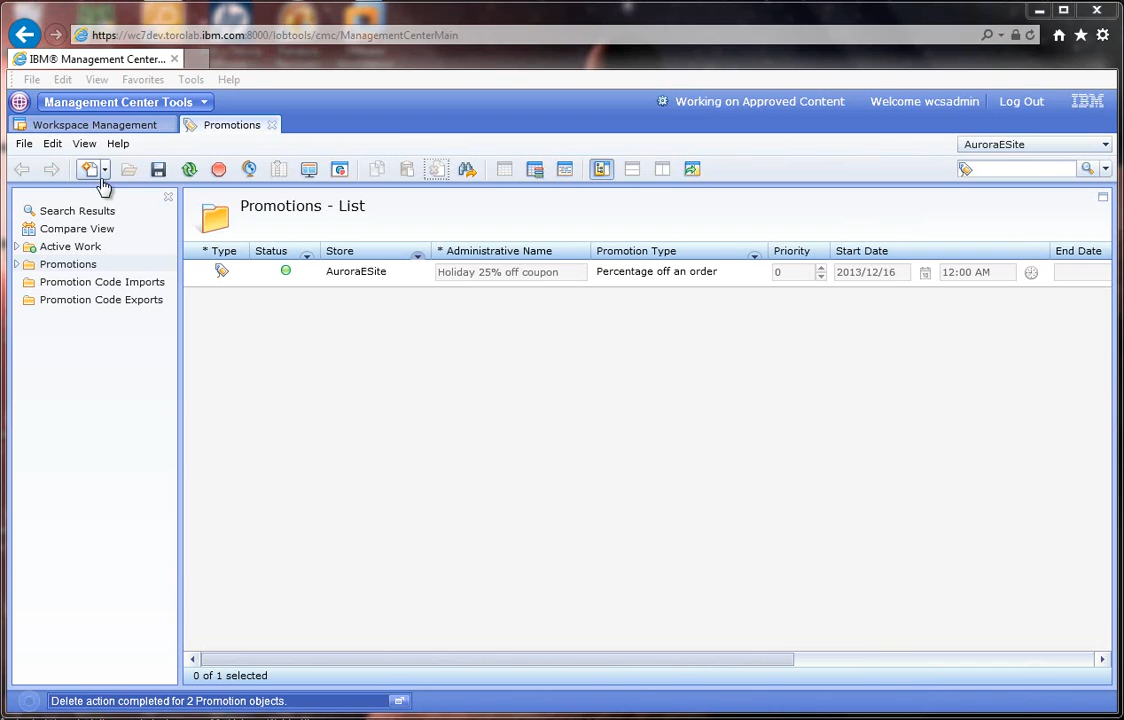 https://wc7dev.torolab.ibm.com:8000/lobtools/cmc/ManagementCenterMain
IBM® Management Center...
File Edit View Favorites Tools Help
Management Center Tools
Working on Approved Content
Welcome wcsadmin
Log Out
IBM
Workspace Management
Promotions
File Edit View Help
AuroraESite
Search Results
Compare View
Active Work
Promotions
Promotion Code Imports
Promotion Code Exports
Promotions - List
* Type Status Store * Administrative Name Promotion Type Priority Start Date End Date
AuroraESite Holiday 25% off coupon Percentage off an order 0 2013/12/16 12:00 AM
0 of 1 selected
Delete action completed for 2 Promotion objects.